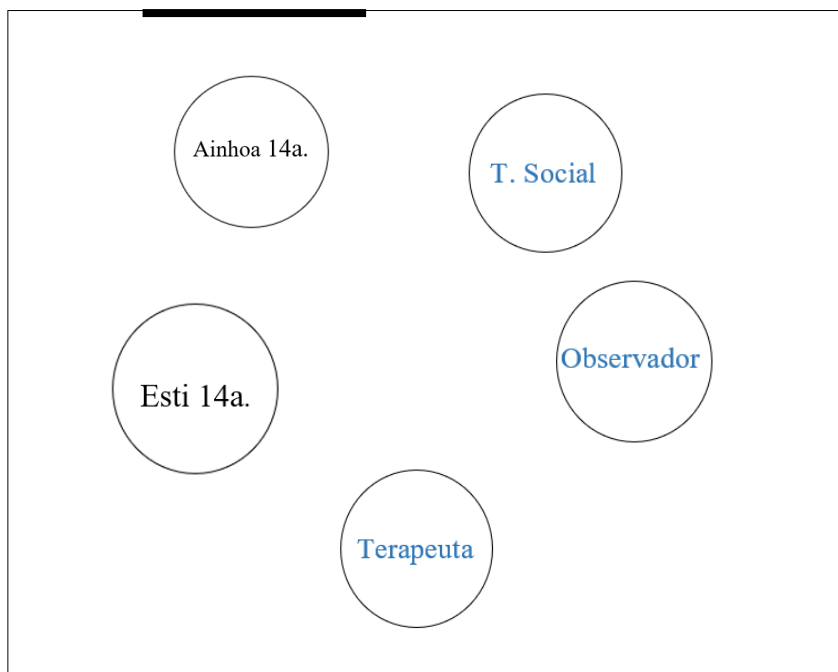 Ainhoa 14a.
T. Social
Observador
Esti 14a.
Terapeuta